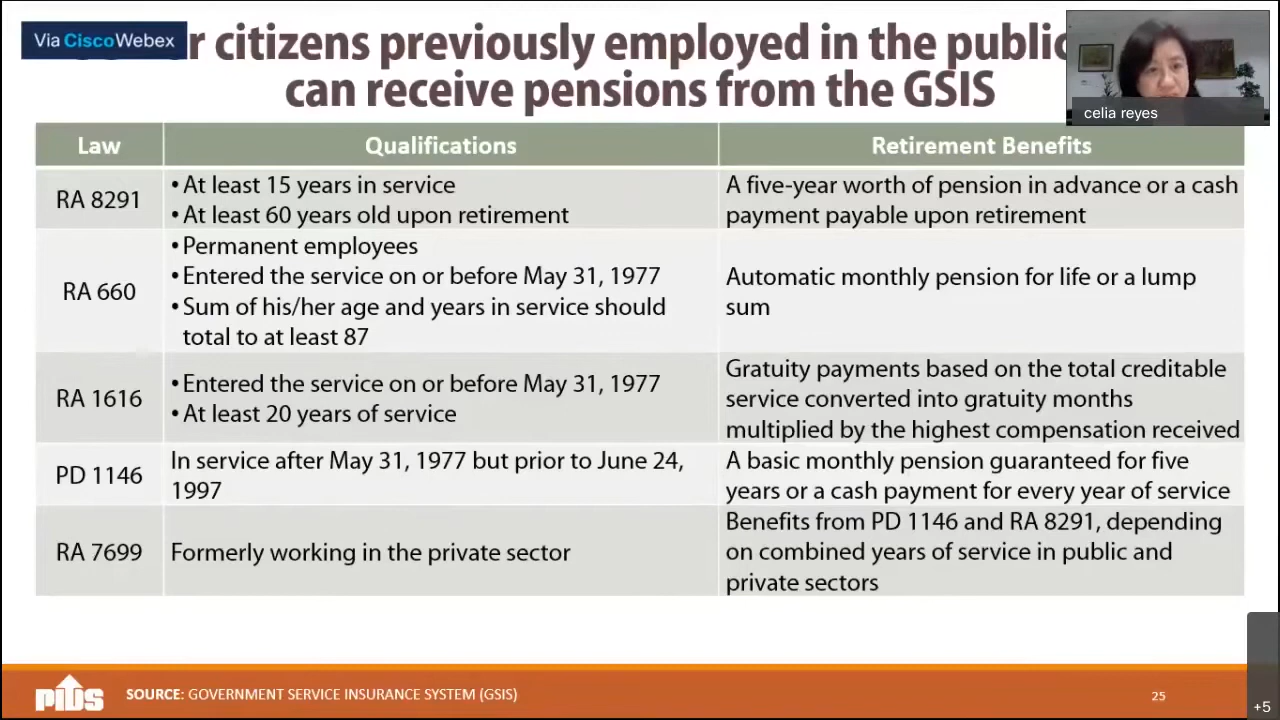 Via Cisco Webex
r citizens previously employed in the public
can receive pensions from the GSIS
celia reyes
Law
Qualifications
Retirement Benefits
RA 8291
• At least 15 years in service
• At least 60 years old upon retirement
A five-year worth of pension in advance or a cash
payment payable upon retirement
RA 660
• Permanent employees
• Entered the service on or before May 31, 1977
• Sum of his/her age and years in service should
total to at least 87
Automatic monthly pension for life or a lump
sum
RA 1616
• Entered the service on or before May 31, 1977
• At least 20 years of service
Gratuity payments based on the total creditable
service converted into gratuity months
multiplied by the highest compensation received
PD 1146
In service after May 31, 1977 but prior to June 24,
1997
A basic monthly pension guaranteed for five
years or a cash payment for every year of service
RA 7699
Formerly working in the private sector
Benefits from PD 1146 and RA 8291, depending
on combined years of service in public and
private sectors
pids
SOURCE: GOVERNMENT SERVICE INSURANCE SYSTEM (GSIS)
25
+5